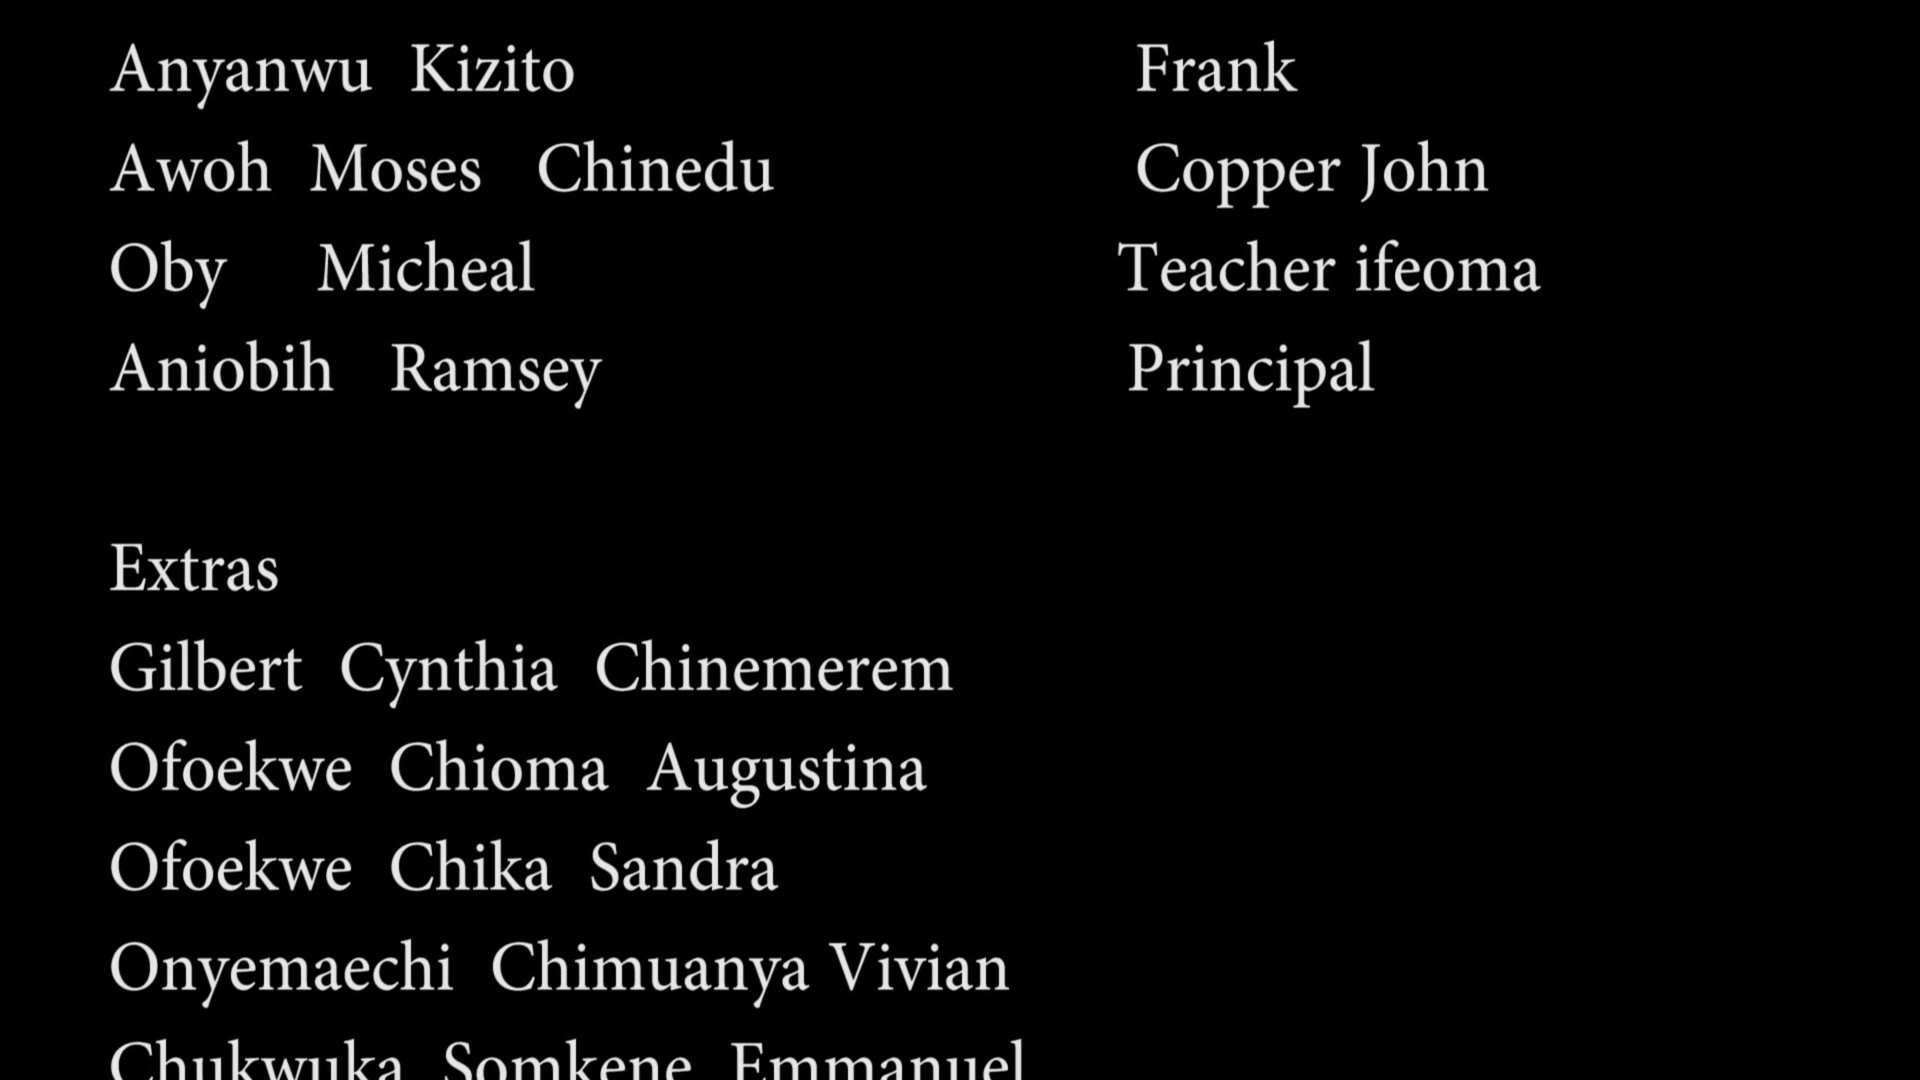 Anyanwu Kizito Frank
Awoh Moses Chinedu Copper John
Oby Micheal Teacher ifeoma
Aniobih Ramsey Principal
Extras
Gilbert Cynthia Chinemerem
Ofoekwe Chioma Augustina
Ofoekwe Chika Sandra
Onyemaechi Chimuanya Vivian
Chukwuka Somkene Emmanuel